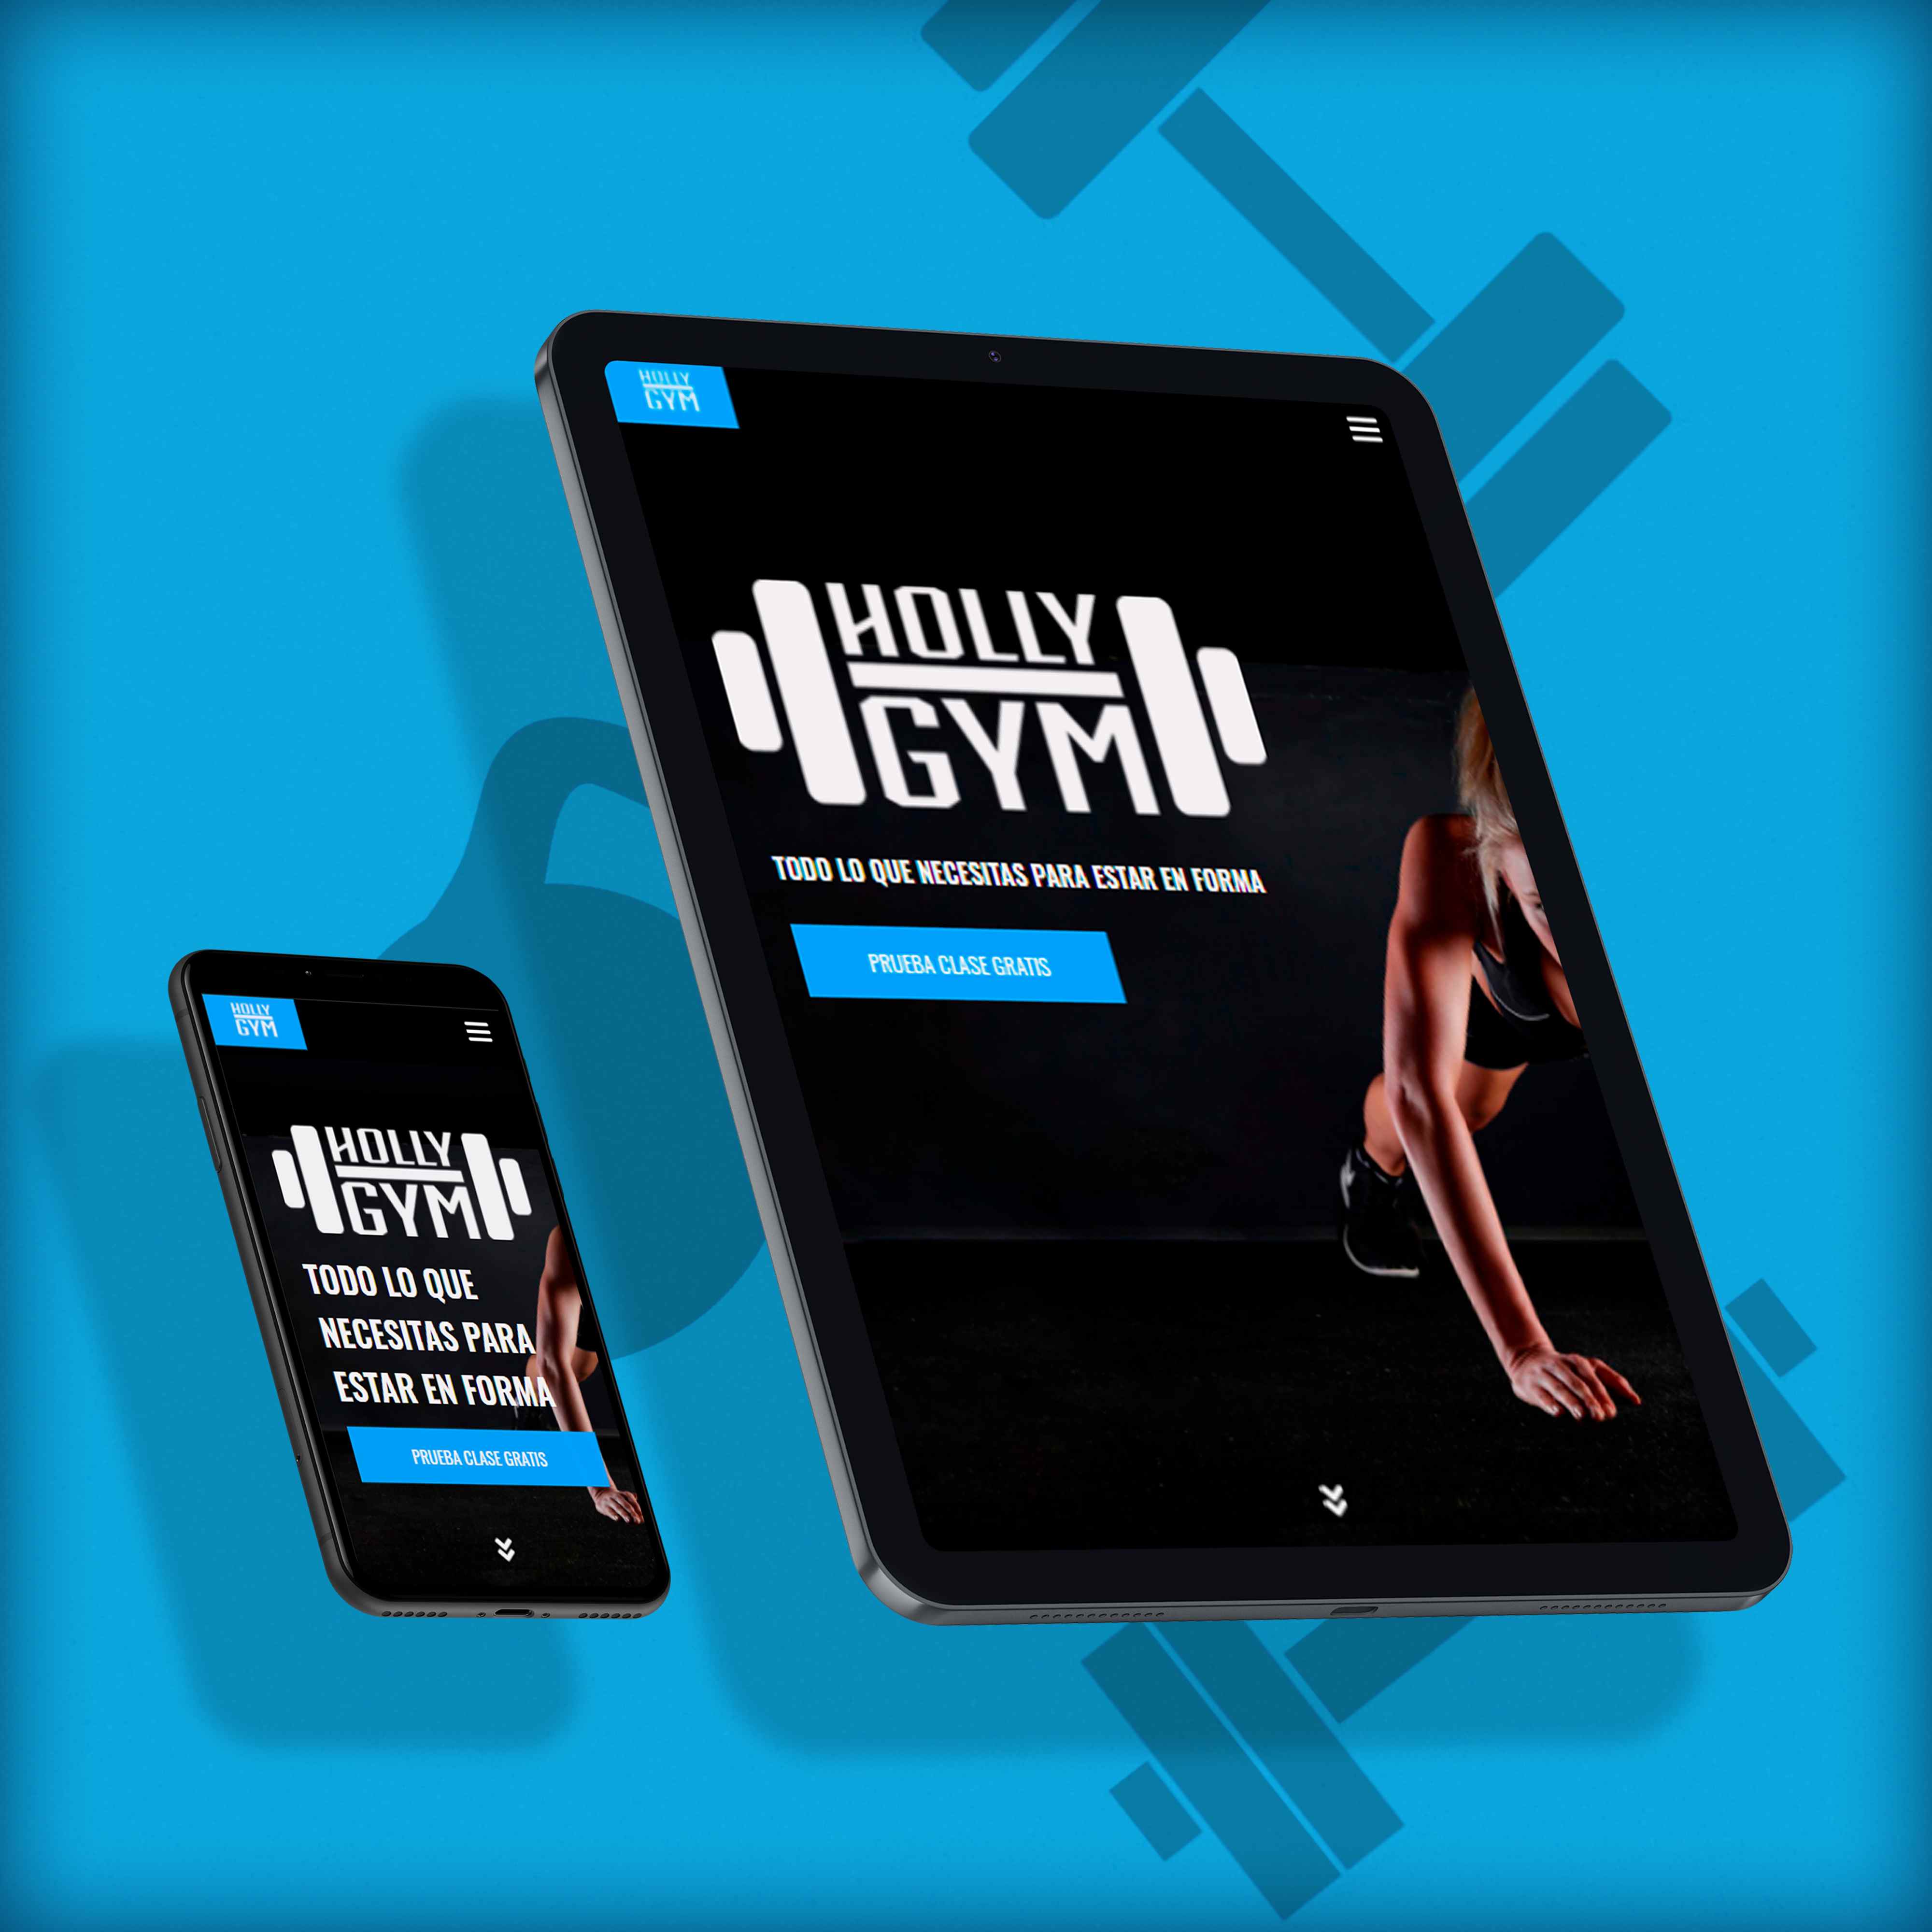 HOLLY
GYM
HOLLY
GYM
TODO LO QUE NECESITAS PARA ESTAR EN FORMA
PRUEBA CLASE GRATIS
HOLLY
GYM
HOLLY
GYM
TODO LO QUE
NECESITAS PARA
ESTAR EN FORMA
PRUEBA CLASE GRATIS